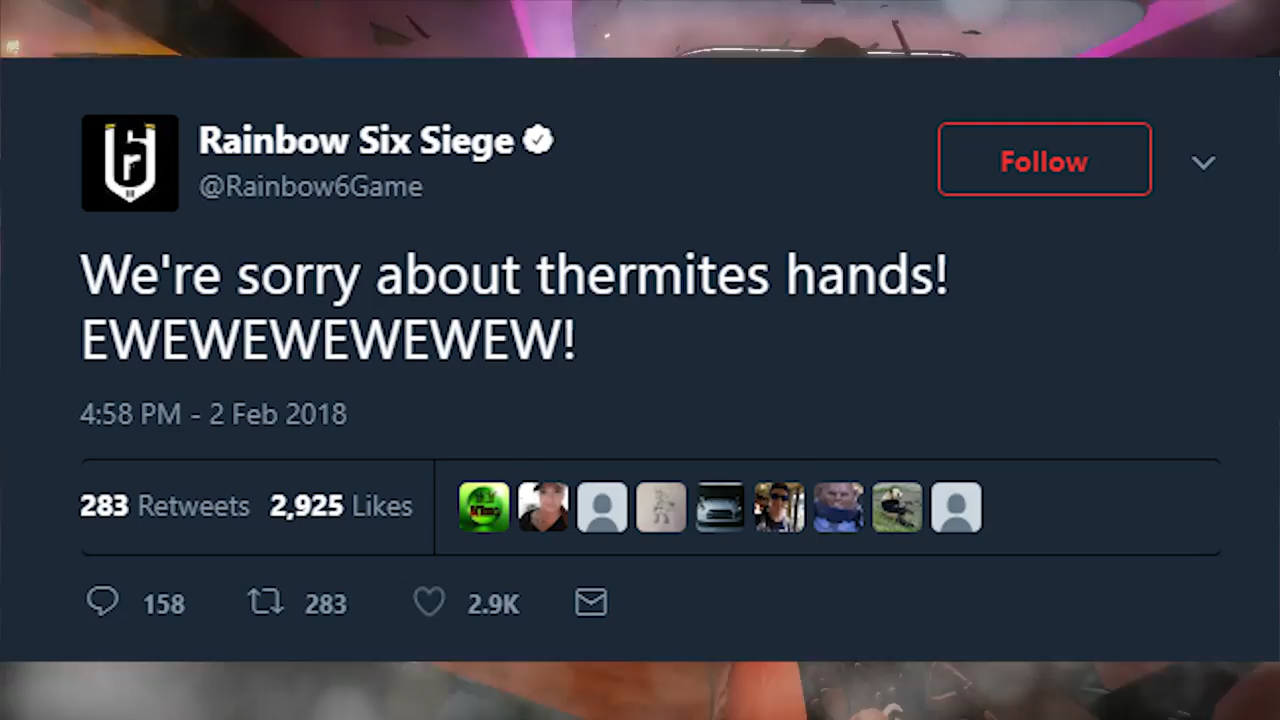 Rainbow Six Siege
@Rainbow6Game
Follow
We're sorry about thermites hands!
EWEWEWEWEWEW!
4:58 PM - 2 Feb 2018
283 Retweets 2,925 Likes
158 283 2.9K